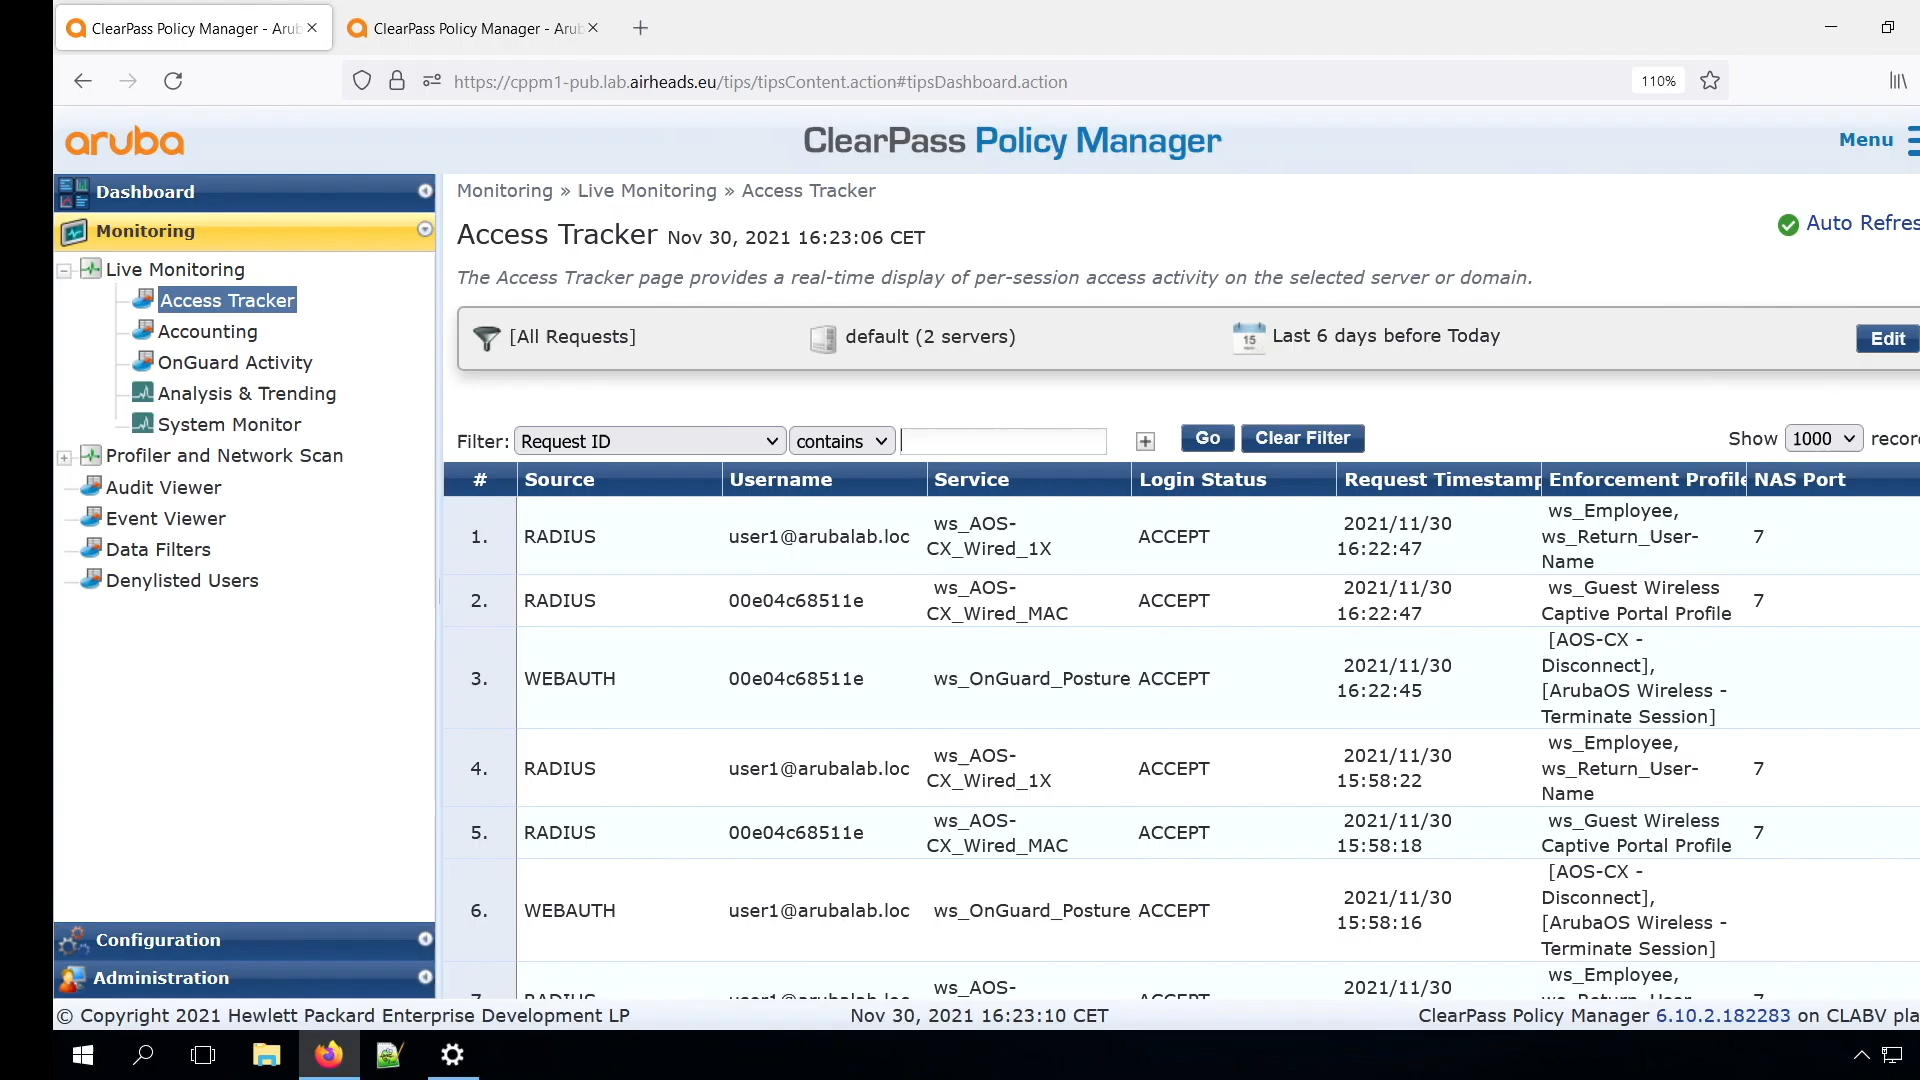 ClearPass Policy Manager - Arub
ClearPass Policy Manager - Arub
https://cppm1-pub.lab.airheads.eu/tips/tipsContent.action#tipsDashboard.action
110%
aruba
ClearPass Policy Manager
Menu
Dashboard
Monitoring
Live Monitoring
Access Tracker
Accounting
OnGuard Activity
Analysis & Trending
System Monitor
Profiler and Network Scan
Audit Viewer
Event Viewer
Data Filters
Denylisted Users
Configuration
Administration
Monitoring » Live Monitoring » Access Tracker
Access Tracker Nov 30, 2021 16:23:06 CET
Auto Refres
The Access Tracker page provides a real-time display of per-session access activity on the selected server or domain.
[All Requests]
default (2 servers)
15
Last 6 days before Today
Edit
Filter: Request ID contains Go Clear Filter Show 1000 recor
# Source Username Service Login Status Request Timestamp Enforcement Profile NAS Port
1. RADIUS user1@arubalab.loc ws_AOS-
CX_Wired_1X ACCEPT 2021/11/30
16:22:47 ws_Employee,
ws_Return_User-
Name 7
2. RADIUS 00e04c68511e ws_AOS-
CX_Wired_MAC ACCEPT 2021/11/30
16:22:47 ws_Guest Wireless
Captive Portal Profile 7
3. WEBAUTH 00e04c68511e ws_OnGuard_Posture ACCEPT 2021/11/30
16:22:45 [AOS-CX -
Disconnect],
[ArubaOS Wireless -
Terminate Session]
4. RADIUS user1@arubalab.loc ws_AOS-
CX_Wired_1X ACCEPT 2021/11/30
15:58:22 ws_Employee,
ws_Return_User-
Name 7
5. RADIUS 00e04c68511e ws_AOS-
CX_Wired_MAC ACCEPT 2021/11/30
15:58:18 ws_Guest Wireless
Captive Portal Profile 7
6. WEBAUTH user1@arubalab.loc ws_OnGuard_Posture ACCEPT 2021/11/30
15:58:16 [AOS-CX -
Disconnect],
[ArubaOS Wireless -
Terminate Session]
7. RADIUS user1@arubalab.loc ws_AOS- ACCEPT 2021/11/30 ws_Employee,
ws_Return_User- 7
© Copyright 2021 Hewlett Packard Enterprise Development LP
Nov 30, 2021 16:23:10 CET
ClearPass Policy Manager 6.10.2.182283 on CLABV pla